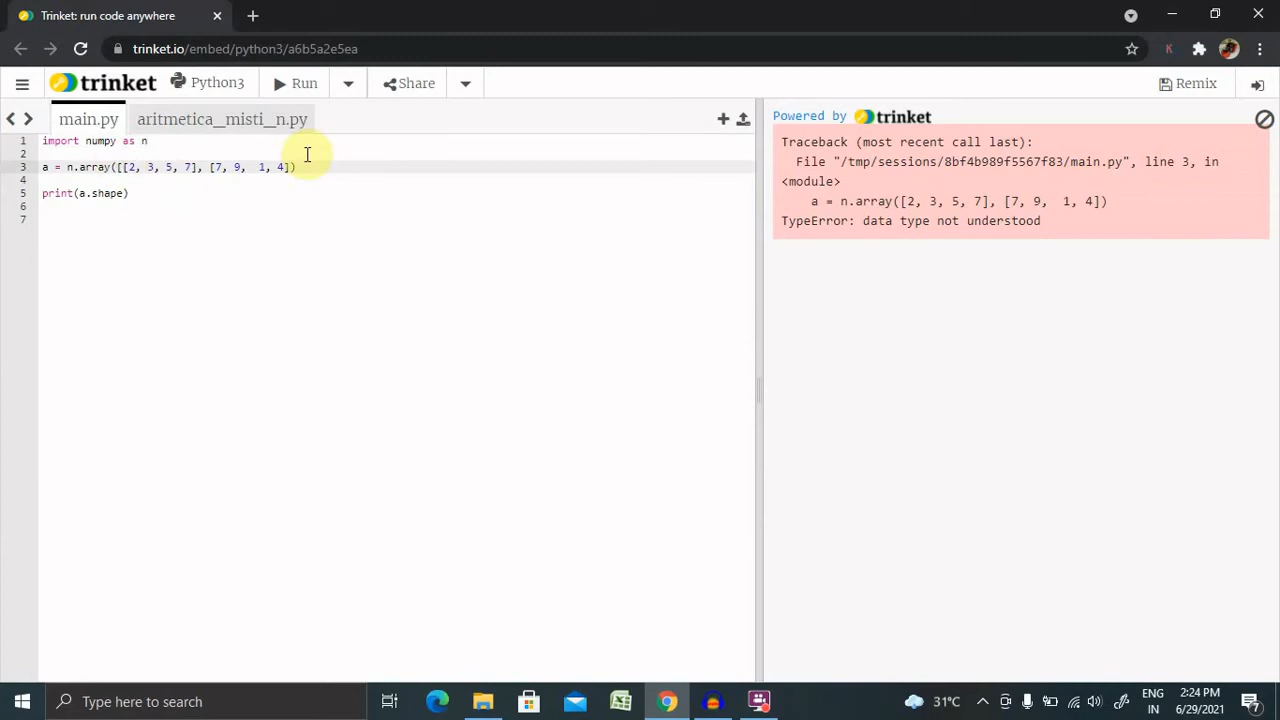 Trinket: run code anywhere
trinket.io/embed/python3/a6b5a2e5ea
K
trinket Python3 Run Share Remix
main.py aritmetica_misti_n.py
Powered by trinket
1 import numpy as n
2
3 a = n.array([[2, 3, 5, 7], [7, 9,  1, 4])
4
5 print(a.shape)
6
7
Traceback (most recent call last):
File "/tmp/sessions/8bf4b989f5567f83/main.py", line 3, in
<module>
a = n.array([2, 3, 5, 7], [7, 9,  1, 4])
TypeError: data type not understood
Type here to search
31°C
ENG
IN
2:24 PM
6/29/2021
7